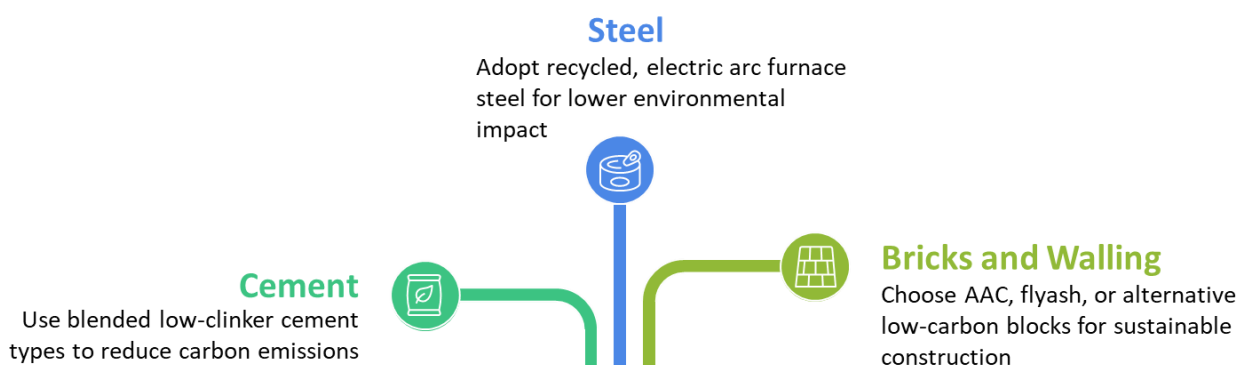 Steel
Adopt recycled, electric arc furnace
steel for lower environmental
impact
Cement
Use blended low-clinker cement
types to reduce carbon emissions
Bricks and Walling
Choose AAC, flyash, or alternative
low-carbon blocks for sustainable
construction